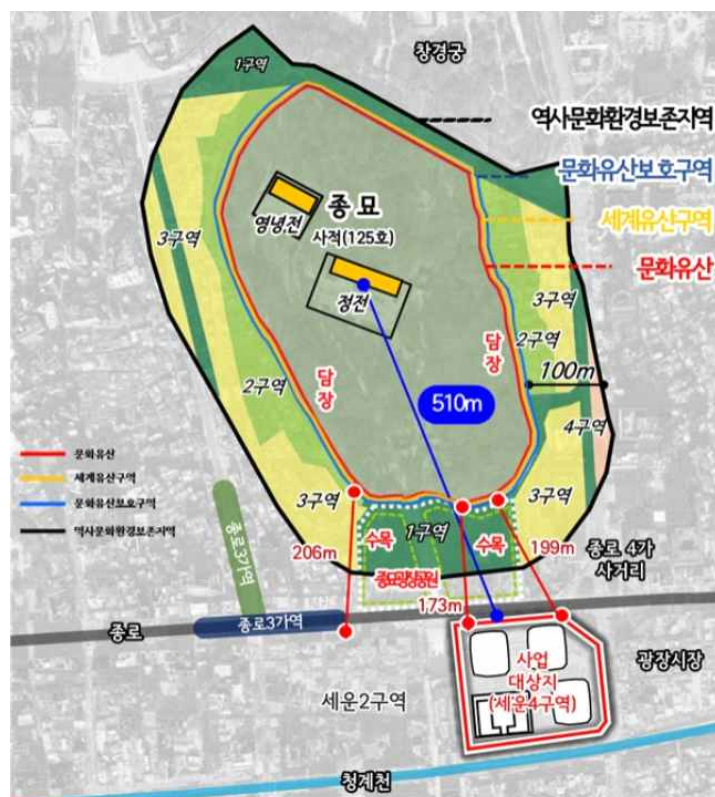 창경궁
1구역
역사문화환경보존지역
문화유산보호구역
세계유산구역
문화유산
종묘
사적(125호)
영녕전
정전
3구역
3구역
2구역
담장
100m
510m
담장
2구역
4구역
문화유산
세계유산구역
문화유산보호구역
역사문화환경보존지역
3구역
1구역
3구역
수목
수목
206m
199m
종묘광장공원
종로 4가
사거리
173m
종로3가역
종로3가역
종로
사업
대상지
(세운4구역)
광장시장
세운2구역
청계천